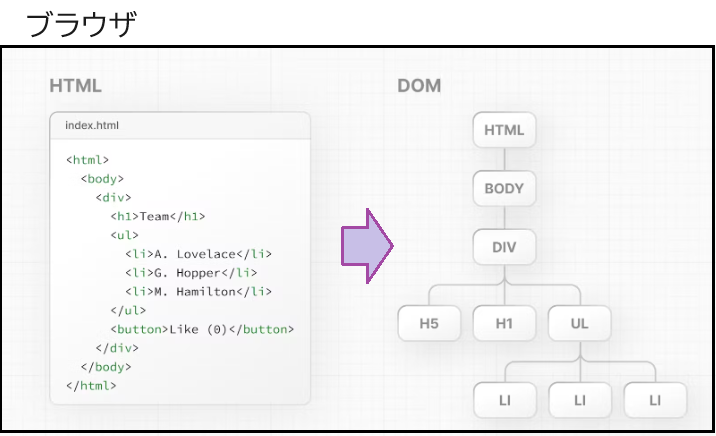 ブラウザ
HTML
index.html
<html>
<body>
<div>
<h1>Team</h1>
<ul>
<li>A. Lovelace</li>
<li>G. Hopper</li>
<li>M. Hamilton</li>
</ul>
<button>Like (0)</button>
</div>
</body>
</html>
DOM
HTML
BODY
DIV
H5 H1 UL
LI LI LI